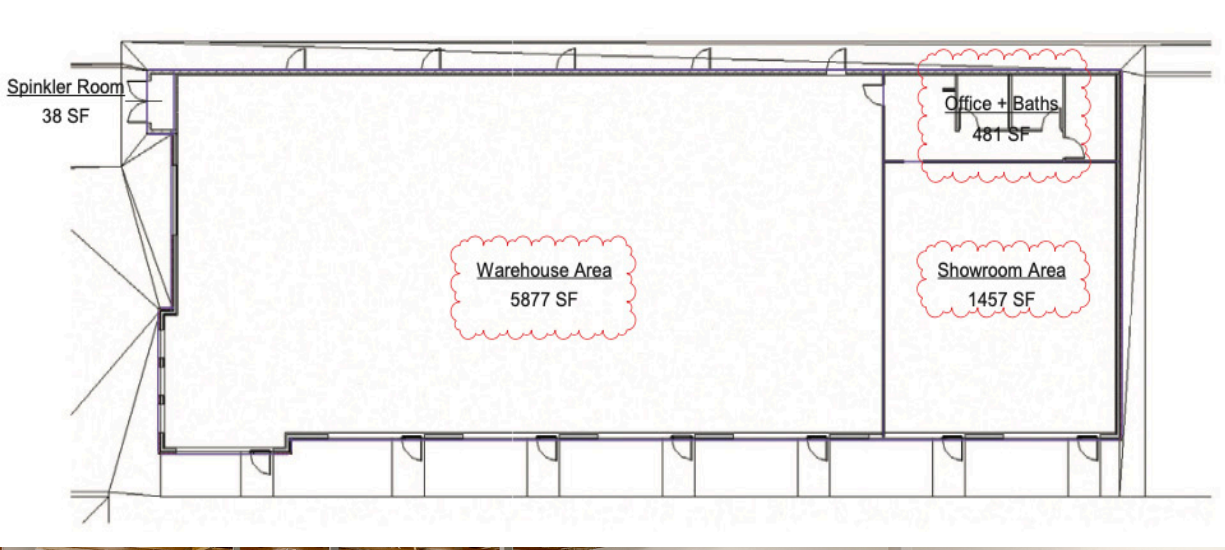 Spinkler Room
38 SF
Office + Baths
481 SF
Warehouse Area
5877 SF
Showroom Area
1457 SF